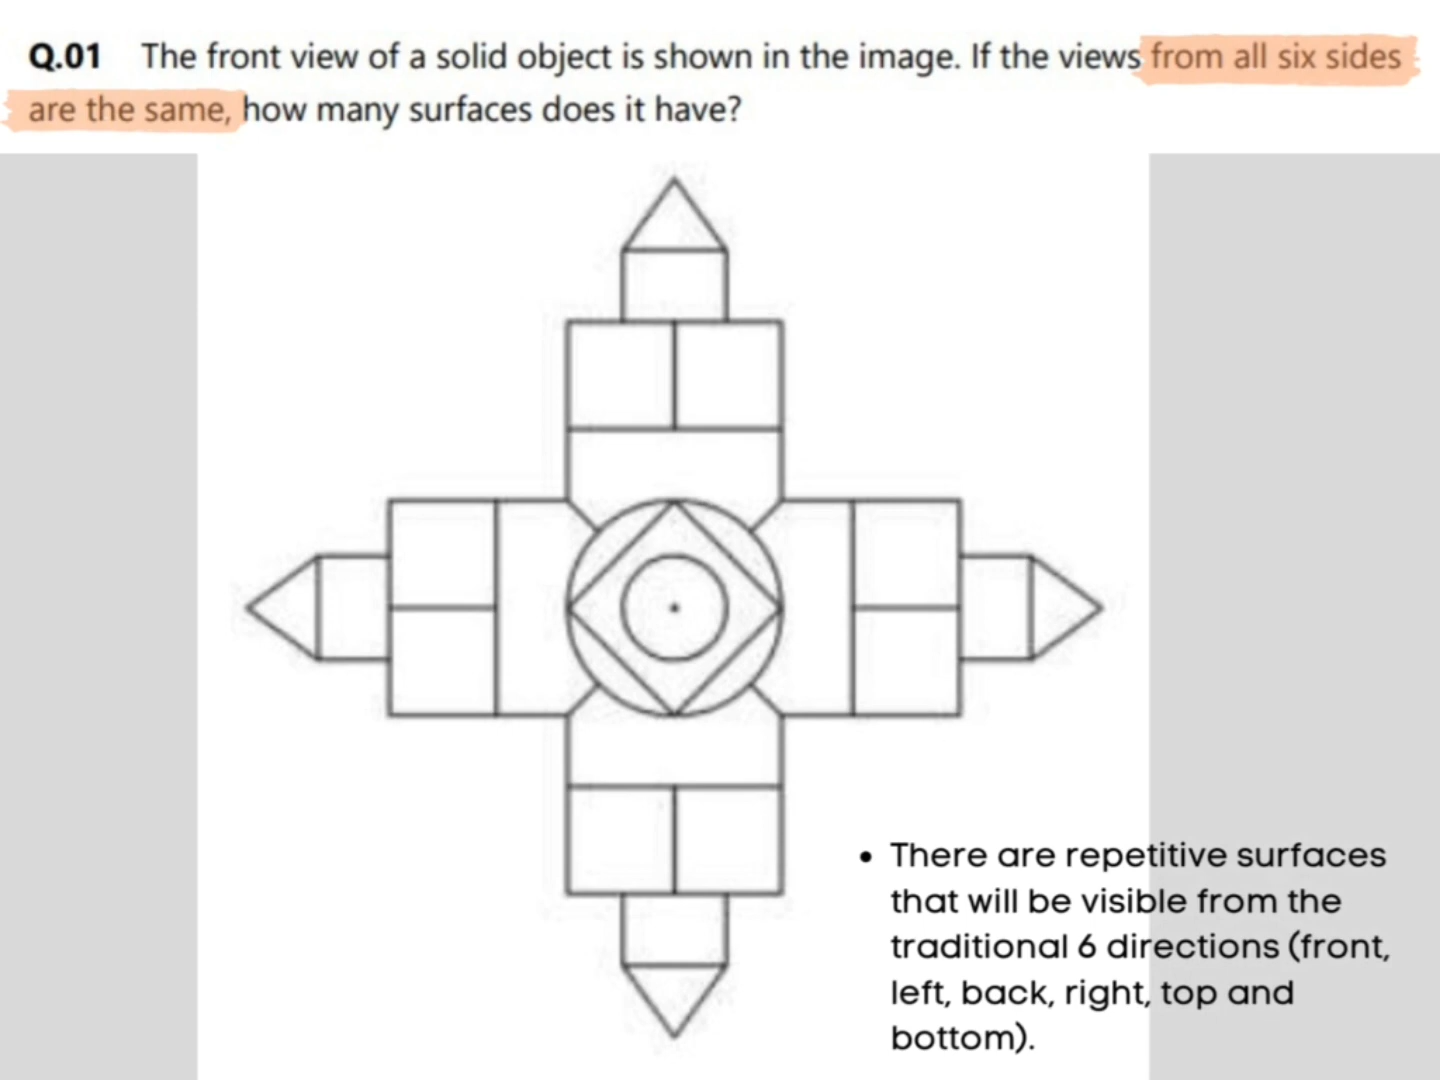 Q.01 The front view of a solid object is shown in the image. If the views from all six sides
are the same, how many surfaces does it have?
• There are repetitive surfaces
that will be visible from the
traditional 6 directions (front,
left, back, right, top and
bottom).